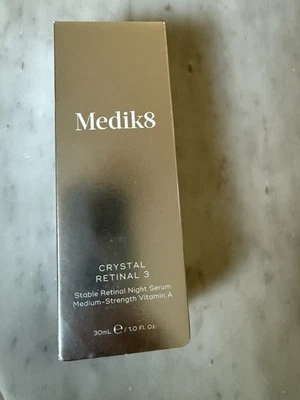 Medik8
CRYSTAL
RETINAL 3
Stable Retinal Night Serum
Medium-Strength Vitamin A
30mL ℮ / 1.0 Fl. Oz.